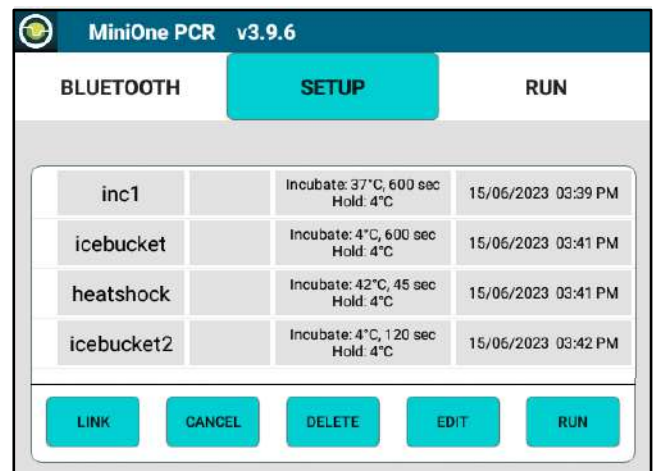 MiniOne PCR v3.9.6
BLUETOOTH SETUP RUN
inc1 Incubate: 37°C, 600 sec 15/06/2023 03:39 PM
Hold: 4°C
icebucket Incubate: 4°C, 600 sec 15/06/2023 03:41 PM
Hold: 4°C
heatshock Incubate: 42°C, 45 sec 15/06/2023 03:41 PM
Hold: 4°C
icebucket2 Incubate: 4°C, 120 sec 15/06/2023 03:42 PM
Hold: 4°C
LINK CANCEL DELETE EDIT RUN